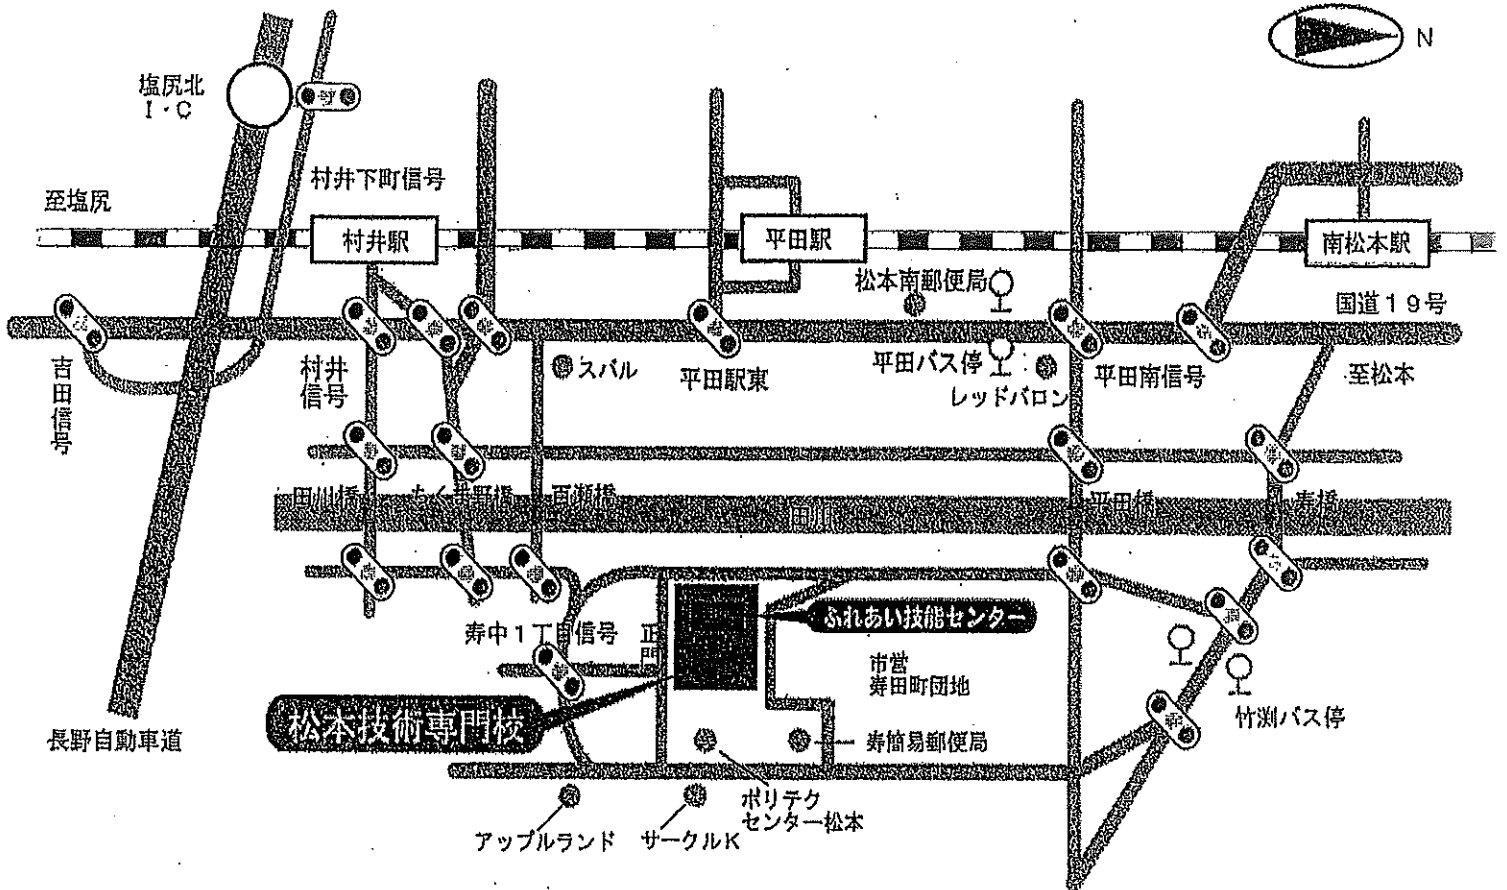 N
塩尻北
I・C
村井下町信号
至塩尻
村井駅
平田駅
南松本駅
松本南郵便局
国道19号
吉田信号
村井
信号
スバル
平田駅東
平田バス停
レッドバロン
平田南信号
至松本
田川橋
百瀬橋
平田橋
寿橋
田川
寿中1丁目信号
正門
ふれあい技能センター
市営
寿田町団地
松本技術専門校
長野自動車道
寿簡易郵便局
竹渕バス停
ポリテク
センター松本
アップルランド
サークルK